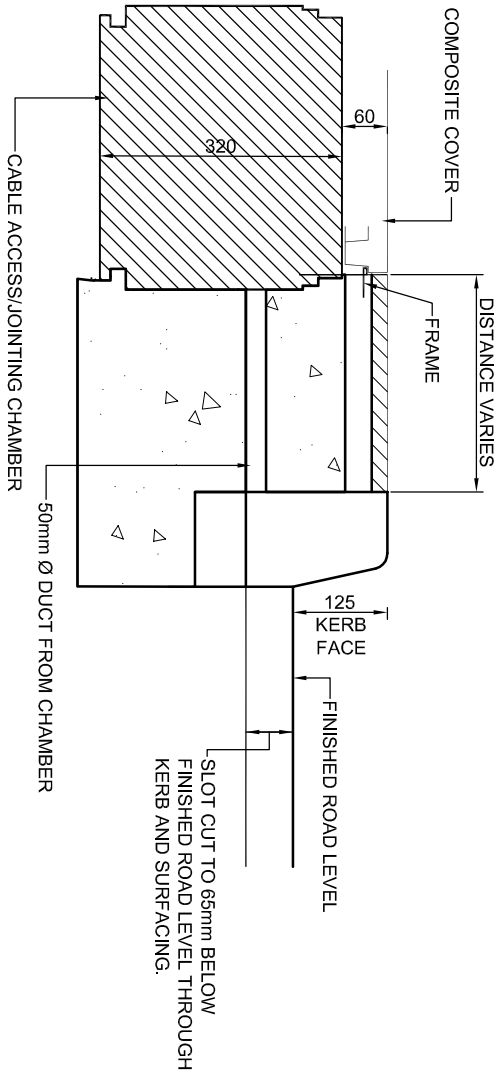 COMPOSITE COVER
60
320
FRAME
DISTANCE VARIES
CABLE ACCESS/JOINTING CHAMBER
50mm Ø DUCT FROM CHAMBER
125
KERB
FACE
FINISHED ROAD LEVEL
SLOT CUT TO 65mm BELOW
FINISHED ROAD LEVEL THROUGH
KERB AND SURFACING.